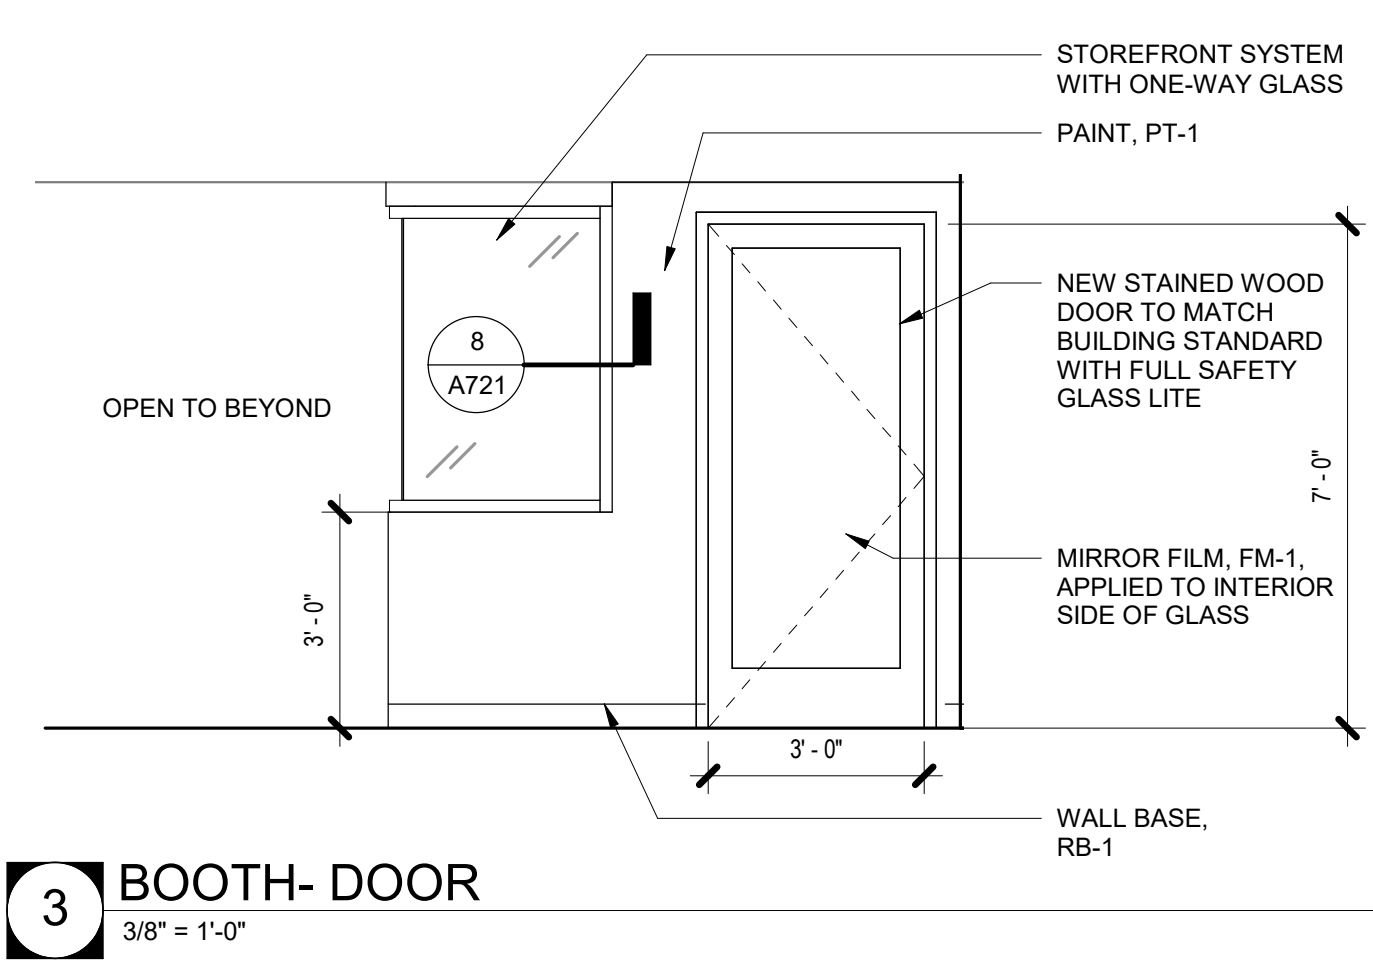 STOREFRONT SYSTEM
WITH ONE-WAY GLASS
PAINT, PT-1
NEW STAINED WOOD
DOOR TO MATCH
BUILDING STANDARD
WITH FULL SAFETY
GLASS LITE
8
A721
OPEN TO BEYOND
7' - 0"
MIRROR FILM, FM-1,
APPLIED TO INTERIOR
SIDE OF GLASS
3' - 0"
3' - 0"
WALL BASE,
RB-1
3
BOOTH- DOOR
3/8" = 1'-0"